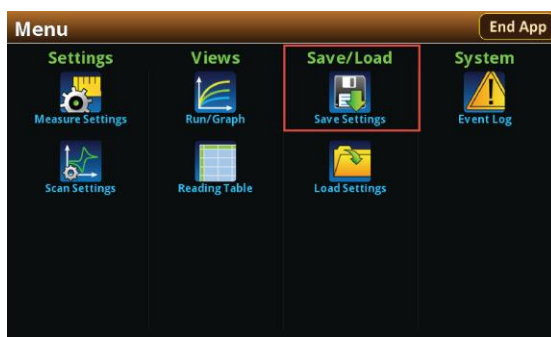 Menu
End App
Settings
Views
Save/Load
System
Measure Settings
Run/Graph
Save Settings
Event Log
Scan Settings
Reading Table
Load Settings